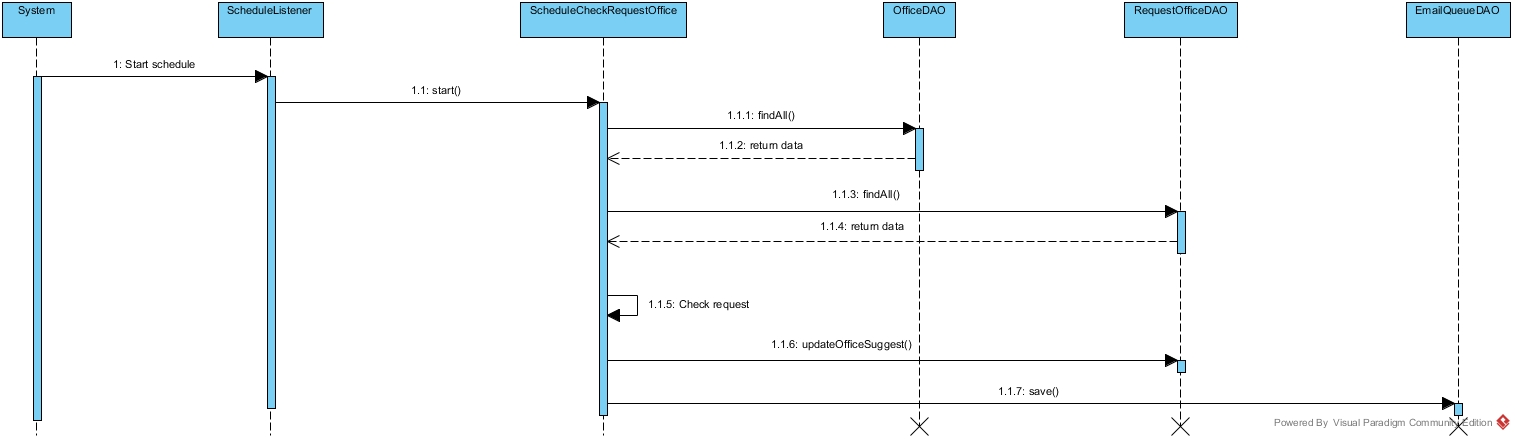 System
ScheduleListener
ScheduleCheckRequestOffice
OfficeDAO
RequestOfficeDAO
EmailQueueDAO
1: Start schedule
1.1: start()
1.1.1: findAll()
1.1.2: return data
1.1.3: findAll()
1.1.4: return data
1.1.5: Check request
1.1.6: updateOfficeSuggest()
1.1.7: save()
Powered By Visual Paradigm Community Edition